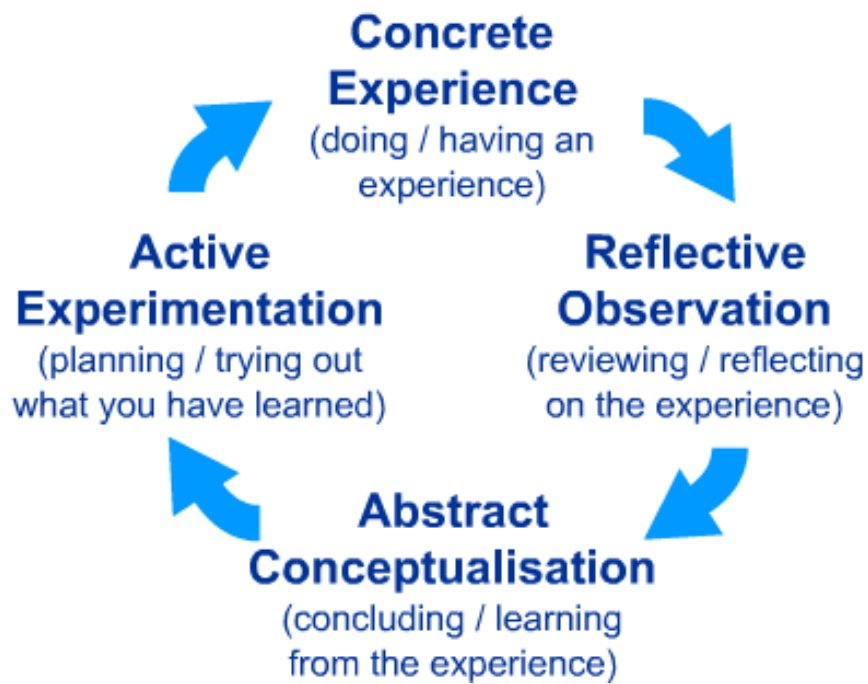 Concrete
Experience
(doing / having an
experience)
Reflective
Observation
(reviewing / reflecting
on the experience)
Abstract
Conceptualisation
(concluding / learning
from the experience)
Active
Experimentation
(planning / trying out
what you have learned)